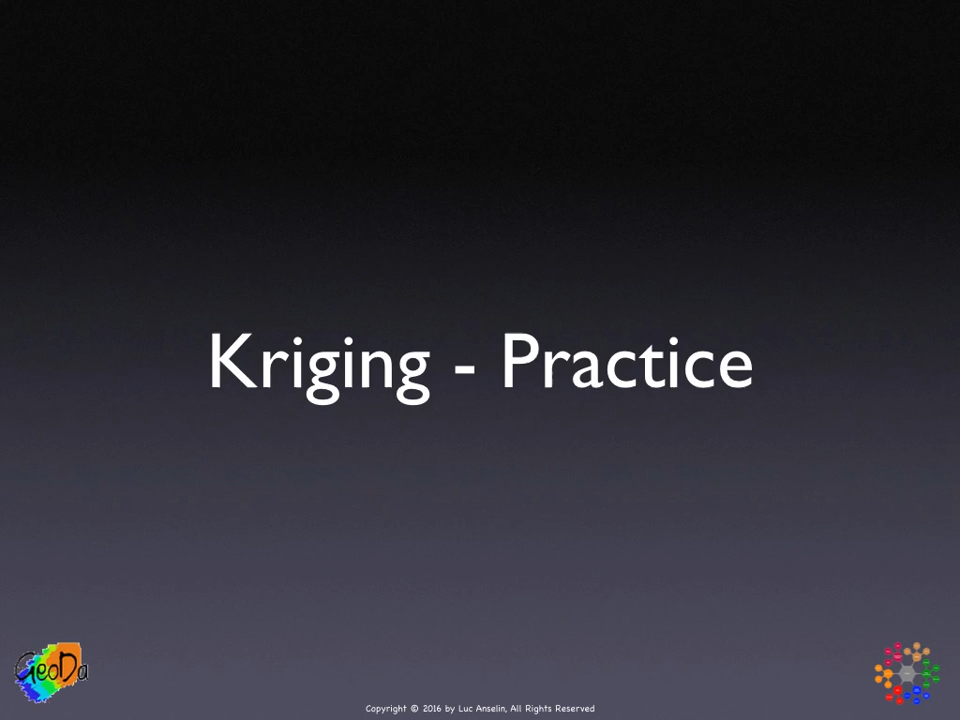 Kriging - Practice
GeoDa
Copyright © 2016 by Luc Anselin, All Rights Reserved